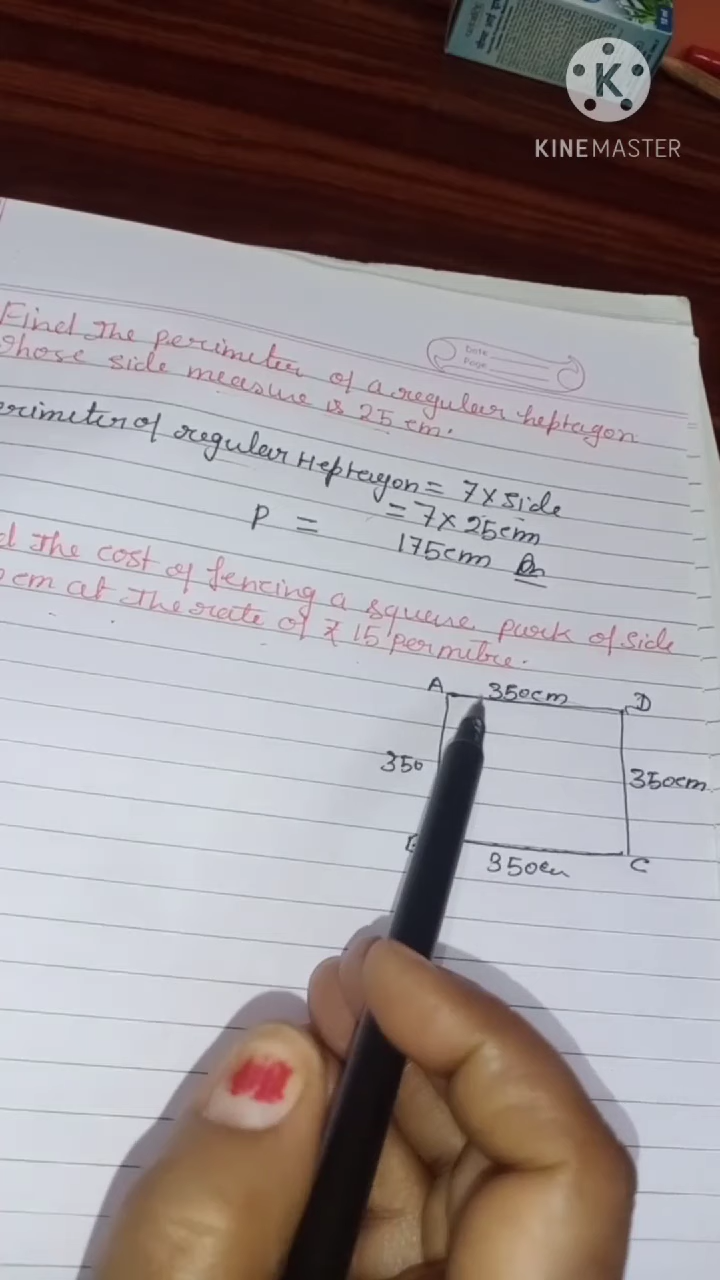 KINEMASTER
Date
Page
Find The perimeter of a regular heptagon
whose side measure is 25 cm.
erimeter of regular Heptagon = 7 × side
= 7 × 25cm
P = 175cm
The cost of fencing a square park of side
cm at The rate of ₹ 15 permitre.
A 350cm D
350
350cm
350cm
C